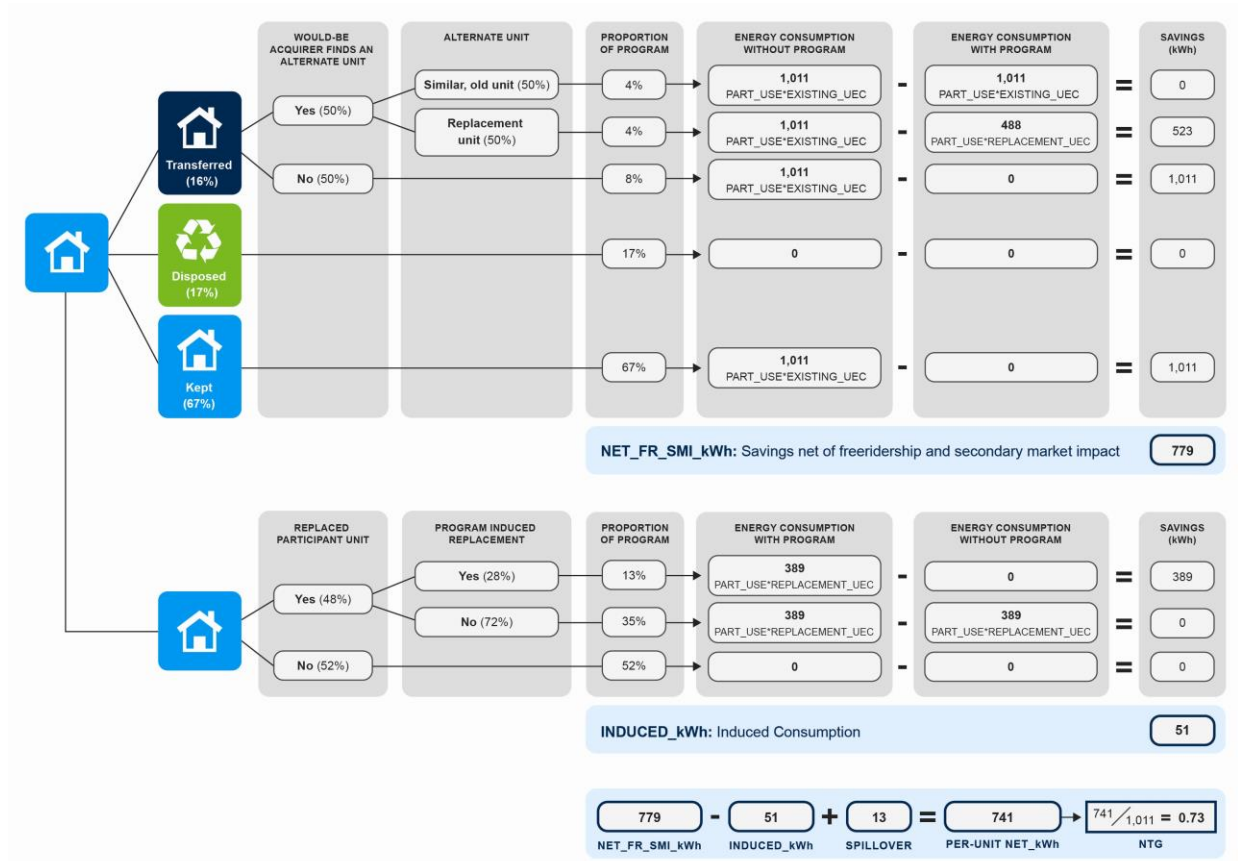 WOULD-BE
ACQUIRER FINDS AN
ALTERNATE UNIT
ALTERNATE UNIT
PROPORTION
OF PROGRAM
ENERGY CONSUMPTION
WITHOUT PROGRAM
ENERGY CONSUMPTION
WITH PROGRAM
SAVINGS
(kWh)
Transferred
(16%)
Yes (50%)
Similar, old unit (50%)
4%
1,011
PART_USE*EXISTING_UEC
-
1,011
PART_USE*EXISTING_UEC
=
0
Replacement
unit (50%)
4%
1,011
PART_USE*EXISTING_UEC
-
488
PART_USE*REPLACEMENT_UEC
=
523
No (50%)
8%
1,011
PART_USE*EXISTING_UEC
-
0
=
1,011
Disposed
(17%)
17%
0
-
0
=
0
Kept
(67%)
67%
1,011
PART_USE*EXISTING_UEC
-
0
=
1,011
NET_FR_SMI_kWh: Savings net of freeridership and secondary market impact
779
REPLACED
PARTICIPANT UNIT
PROGRAM INDUCED
REPLACEMENT
PROPORTION
OF PROGRAM
ENERGY CONSUMPTION
WITH PROGRAM
ENERGY CONSUMPTION
WITHOUT PROGRAM
SAVINGS
(kWh)
Yes (48%)
Yes (28%)
13%
389
PART_USE*REPLACEMENT_UEC
-
0
=
389
No (72%)
35%
389
PART_USE*REPLACEMENT_UEC
-
389
PART_USE*REPLACEMENT_UEC
=
0
No (52%)
52%
0
-
0
=
0
INDUCED_kWh: Induced Consumption
51
779 - 51 + 13 = 741 741/1,011 = 0.73
NET_FR_SMI_kWh INDUCED_kWh SPILLOVER PER-UNIT NET_kWh NTG